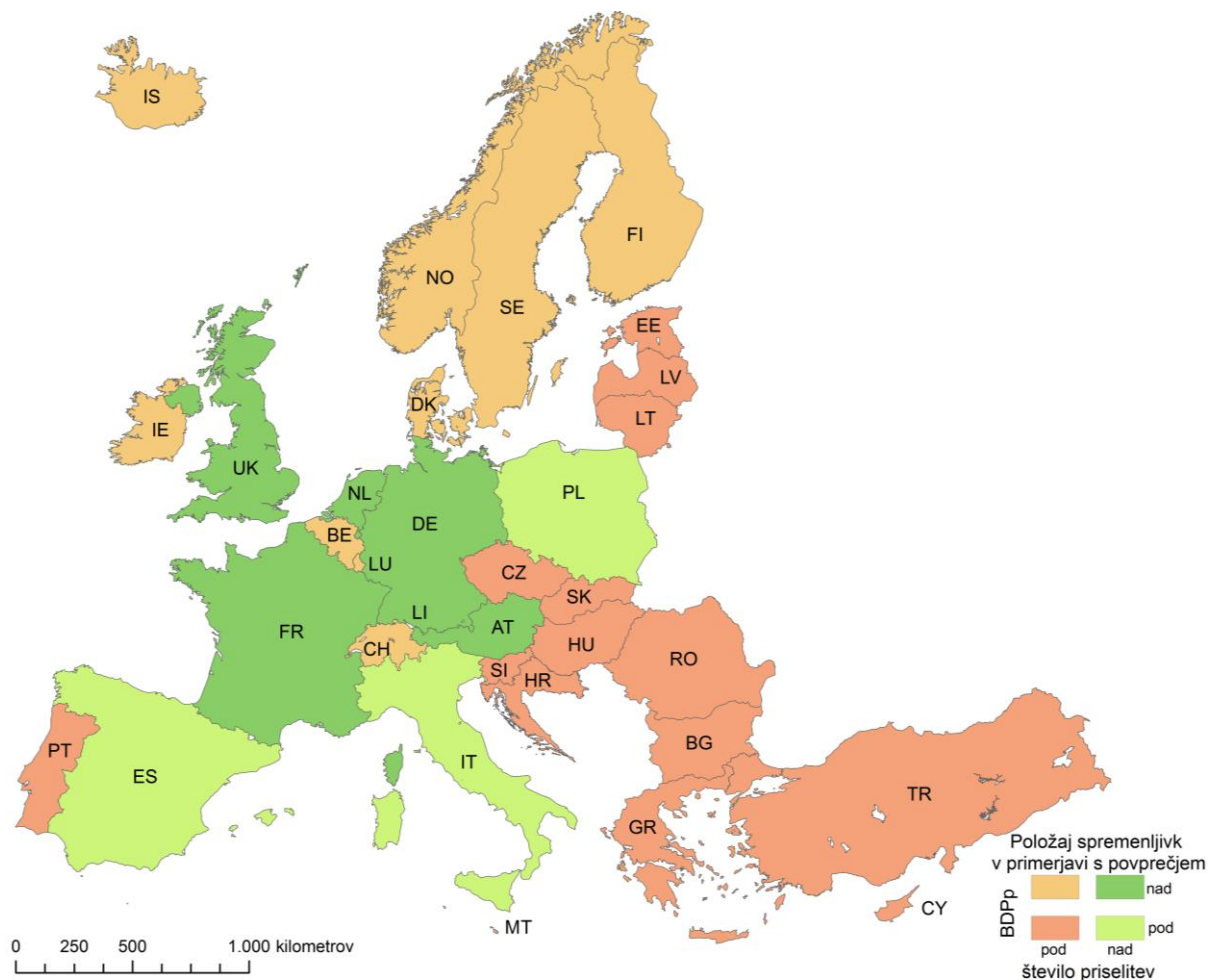 IS
FI
NO
SE
EE
LV
DK
LT
IE
UK
NL
PL
DE
BE
LU
CZ
SK
LI
AT
FR
HU
CH
RO
SI
HR
PT
BG
ES
IT
TR
GR
Položaj spremenljivk
v primerjavi s povprečjem
BDPp
nad
CY
MT
pod
pod
nad
število priselitev
0 250 500 1.000 kilometrov